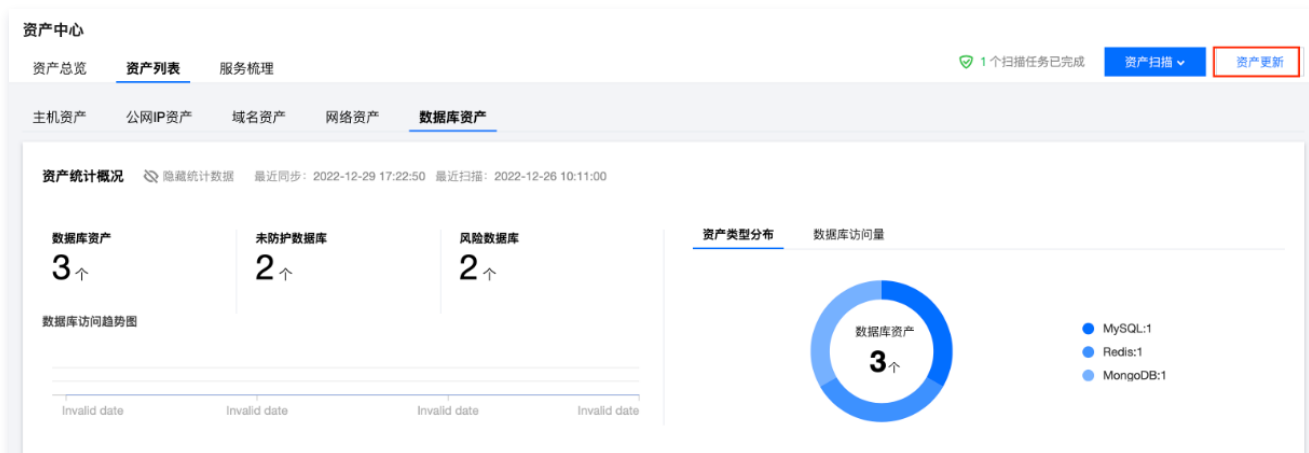 资产中心
资产总览 资产列表 服务梳理 1 个扫描任务已完成 资产扫描 资产更新
主机资产 公网IP资产 域名资产 网络资产 数据库资产
资产统计概况 隐藏统计数据 最近同步：2022-12-29 17:22:50 最近扫描：2022-12-26 10:11:00
数据库资产 未防护数据库 风险数据库 资产类型分布 数据库访问量
3个 2个 2个
数据库访问趋势图
数据库资产
3个
MySQL:1
Redis:1
MongoDB:1
Invalid date Invalid date Invalid date Invalid date